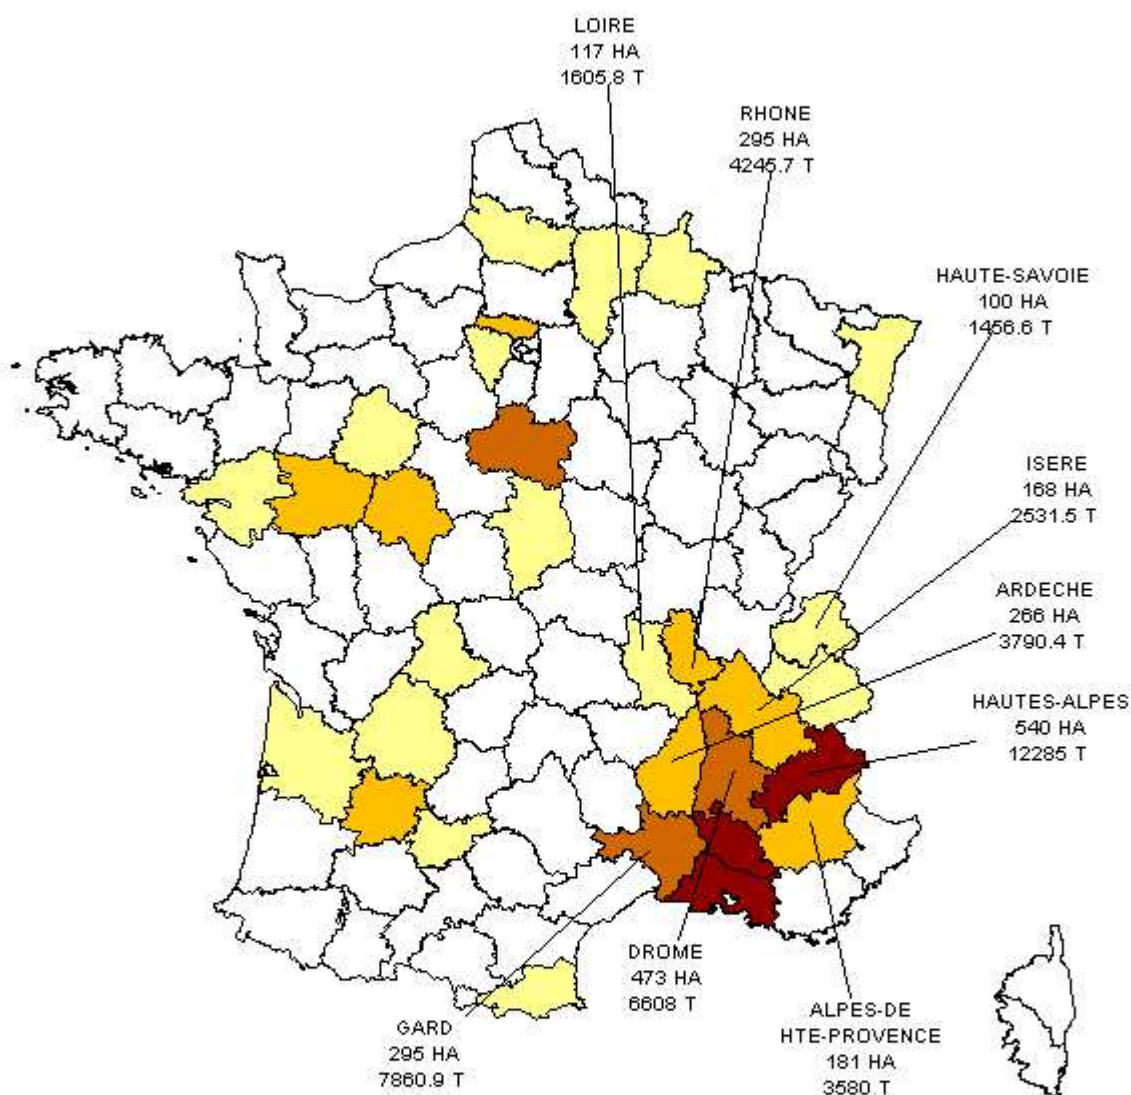 LOIRE
117 HA
1605.8 T
RHONE
295 HA
4245.7 T
HAUTE-SAVOIE
100 HA
1456.6 T
ISERE
168 HA
2531.5 T
ARDECHE
266 HA
3790.4 T
HAUTES-ALPES
540 HA
12285 T
DROME
473 HA
6608 T
ALPES-DE
HTE-PROVENCE
181 HA
3580 T
GARD
295 HA
7860.9 T